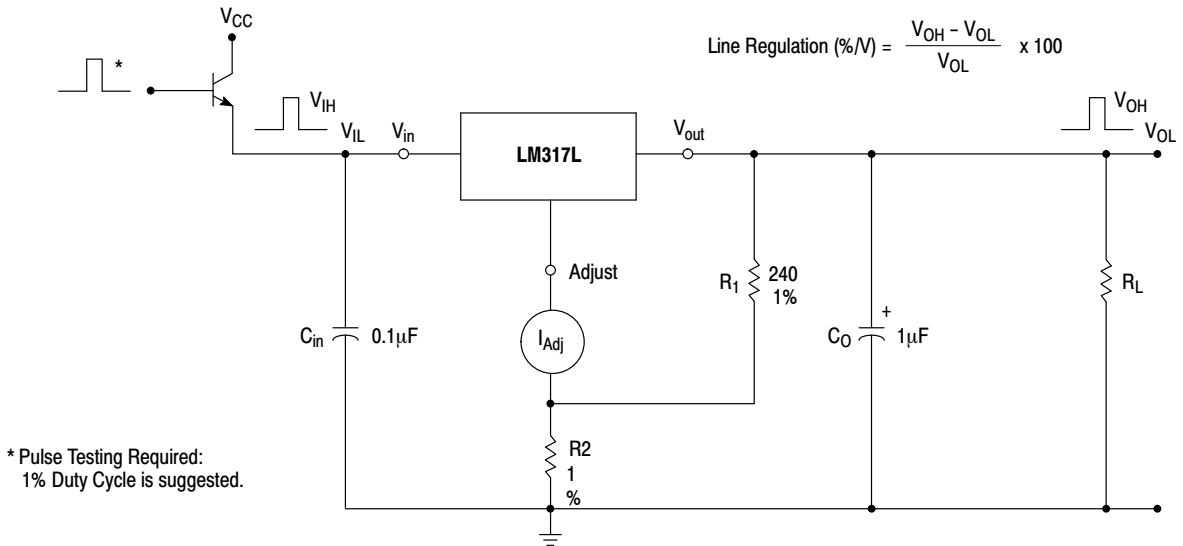 V_CC
Line Regulation (%/V) = (V_OH – V_OL) / V_OL x 100
*
V_IH
V_IL
V_in
LM317L
V_out
V_OH
V_OL
Adjust
R_1
240
1%
R_L
I_Adj
C_in
0.1μF
C_O
+
1μF
R2
1
%
* Pulse Testing Required:
1% Duty Cycle is suggested.